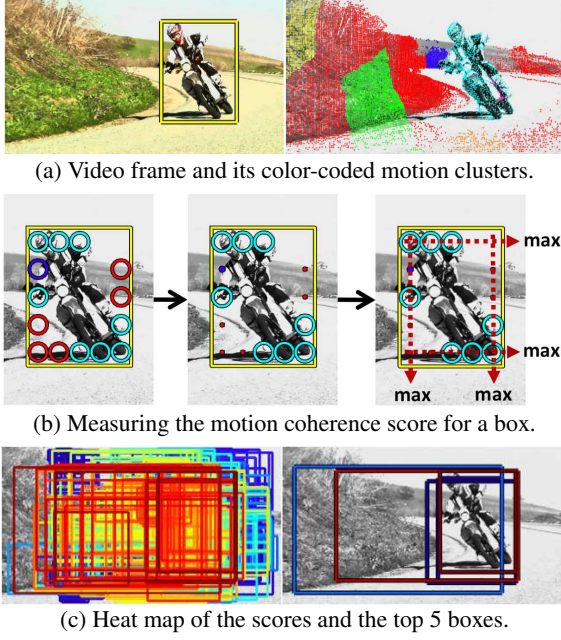 (a) Video frame and its color-coded motion clusters.
max
max
max
max
(b) Measuring the motion coherence score for a box.
(c) Heat map of the scores and the top 5 boxes.